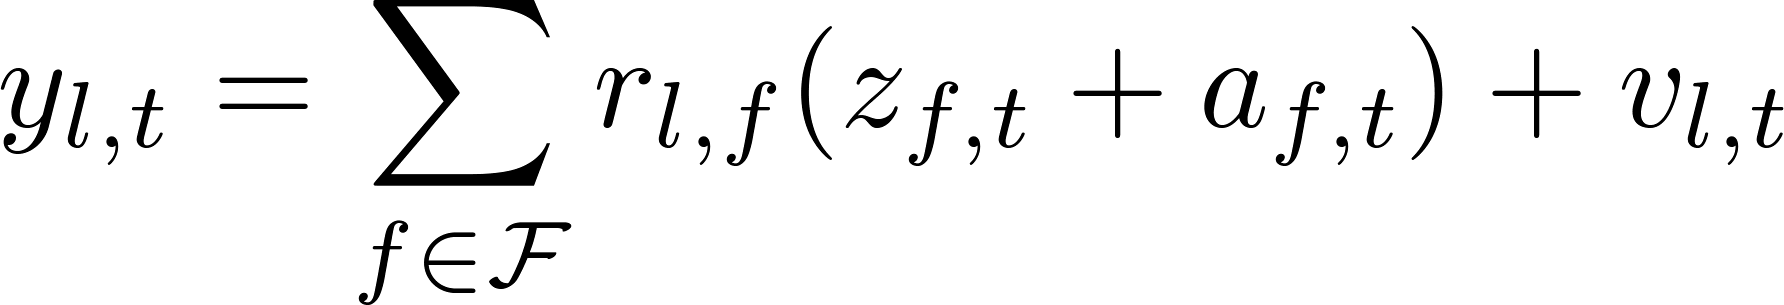 y_{l,t} = \sum_{f \in \mathcal{F}} r_{l,f}(z_{f,t} + a_{f,t}) + v_{l,t}